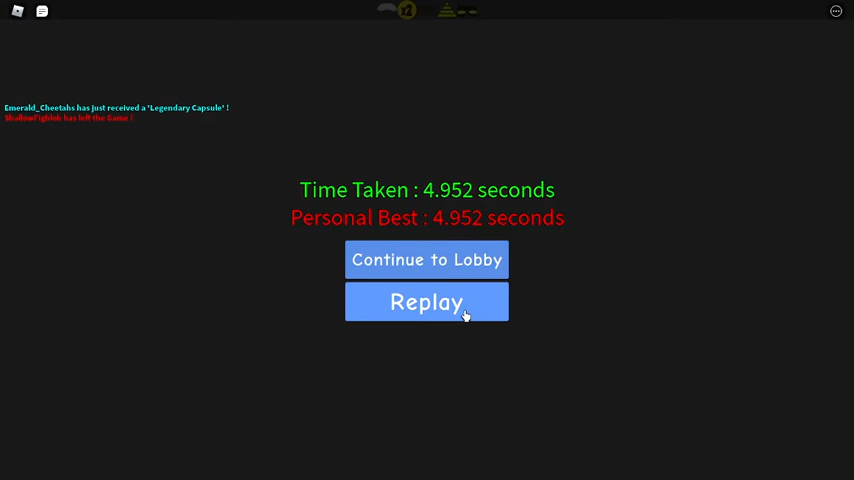 Emerald_Cheetahs has just received a 'Legendary Capsule' !
has left the Game !
Time Taken : 4.952 seconds
Personal Best : 4.952 seconds
Continue to Lobby
Replay